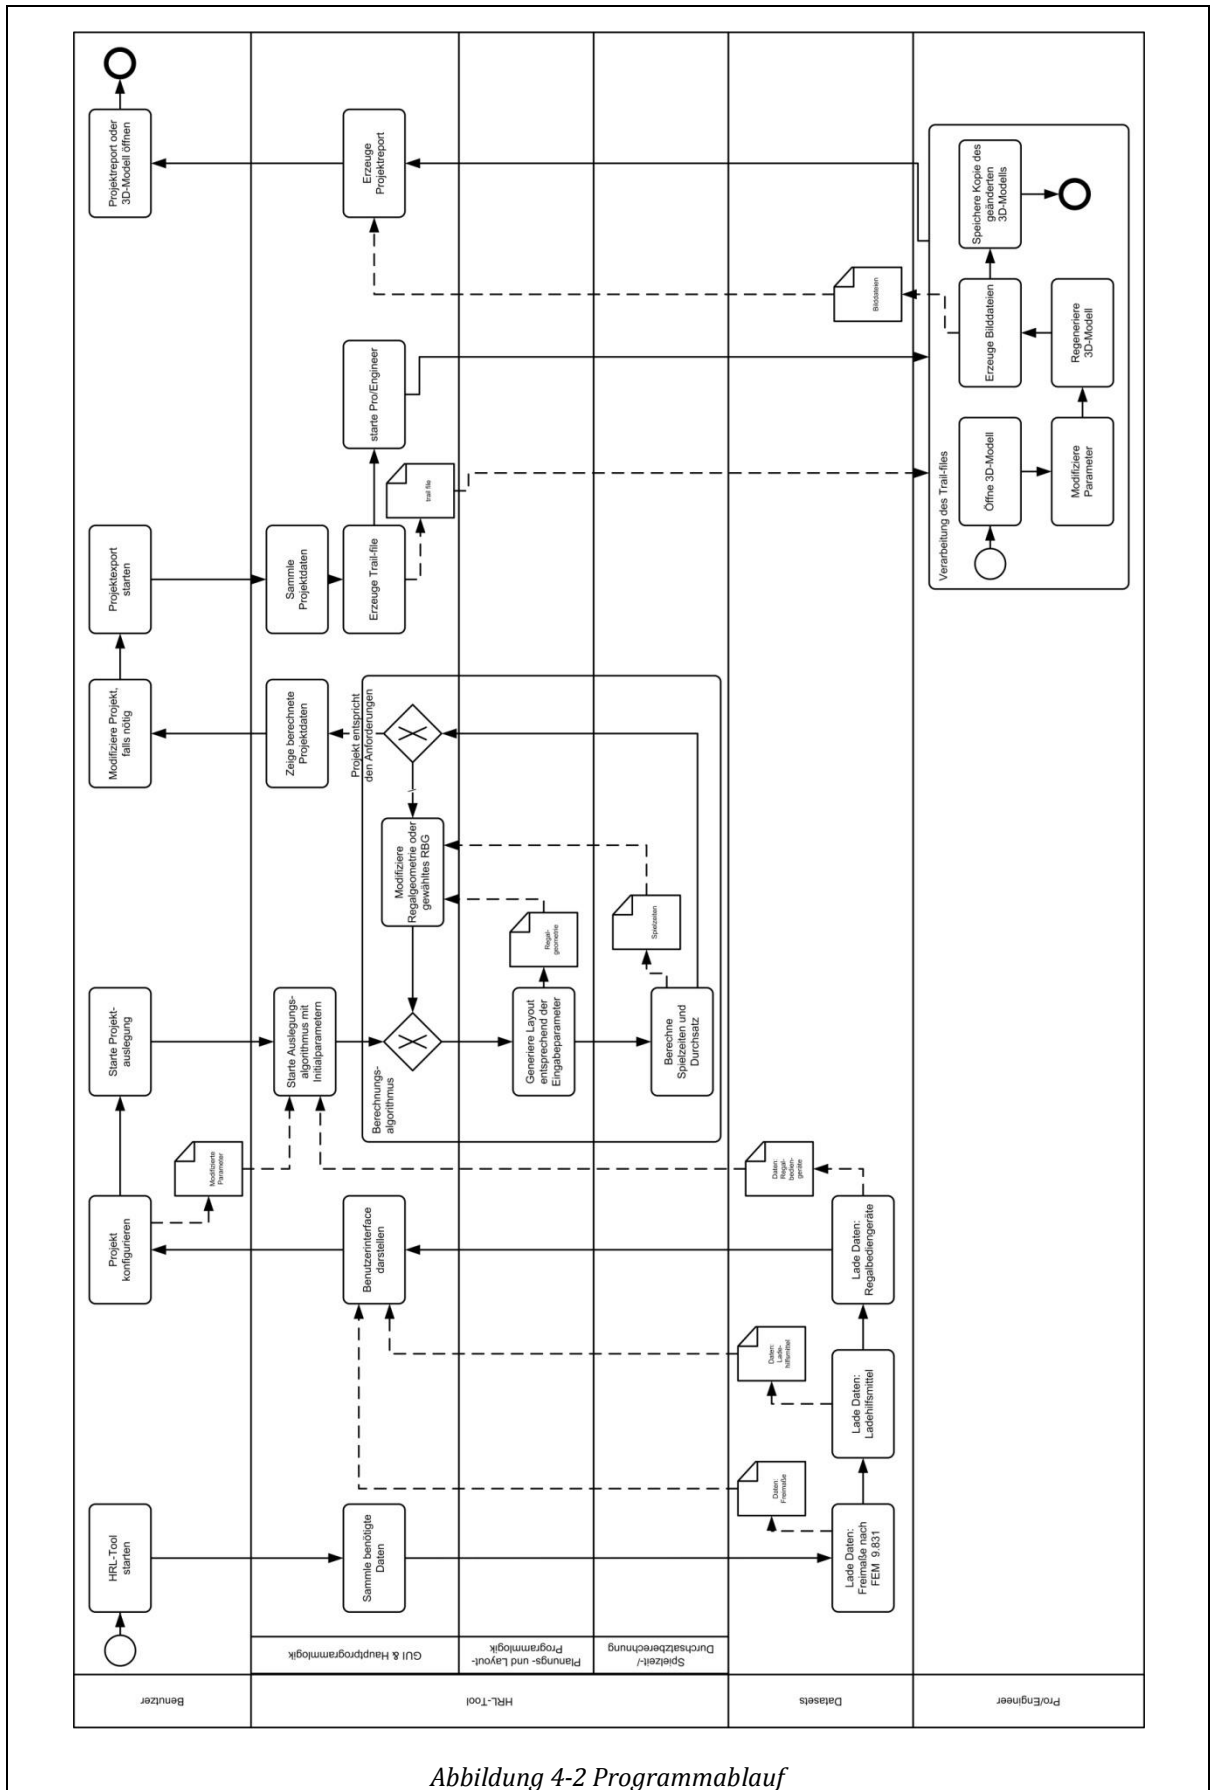 Benutzer
HRL-Tool
GUI & Hauptprogrammlogik
Planungs- und Layout-
Programmlogik
Spielzeit-/-
Durchsatzberechnung
Datasets
Pro/Engineer
HRL-Tool
starten
Projekt
konfigurieren
Modifizierte
Parameter
Starte Projekt-
auslegung
Modifiziere Projekt,
falls nötig
Projektexport
starten
Projektreport oder
3D-Modell öffnen
Sammle benötigte
Daten
Benutzerinterface
darstellen
Starte Auslegungs-
algorithmus mit
Initialparametern
Zeige berechnete
Projektdaten
Sammle
Projektdaten
Erzeuge Trail-file
trail file
starte Pro/Engineer
Erzeuge
Projektreport
Berechnungs-
algorithmus
Modifiziere
Regalgeometrie oder
gewähltes RBG
Projekt entspricht
den Anforderungen
Generiere Layout
entsprechend der
Eingabeparameter
Regal-
geometrie
Berechne
Spielzeiten und
Durchsatz
Spielzeiten
Lade Daten:
Freimaße nach
FEM 9.831
Daten:
Freimaße
Lade Daten:
Ladehilfsmittel
Daten:
Lade-
hilfsmittel
Lade Daten:
Regalbediengeräte
Daten:
Regal-
bedien-
geräte
Bilddateien
Verarbeitung des Trail-files
Öffne 3D-Modell
Modifiziere
Parameter
Regeneriere
3D-Modell
Erzeuge Bilddateien
Speichere Kopie des
geänderten
3D-Modells
Abbildung 4-2 Programmablauf